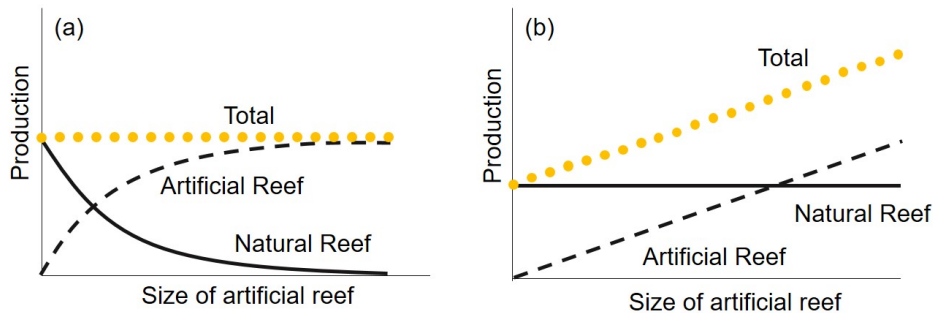 (a)
Production
Total
Artificial Reef
Natural Reef
Size of artificial reef
(b)
Production
Total
Natural Reef
Artificial Reef
Size of artificial reef